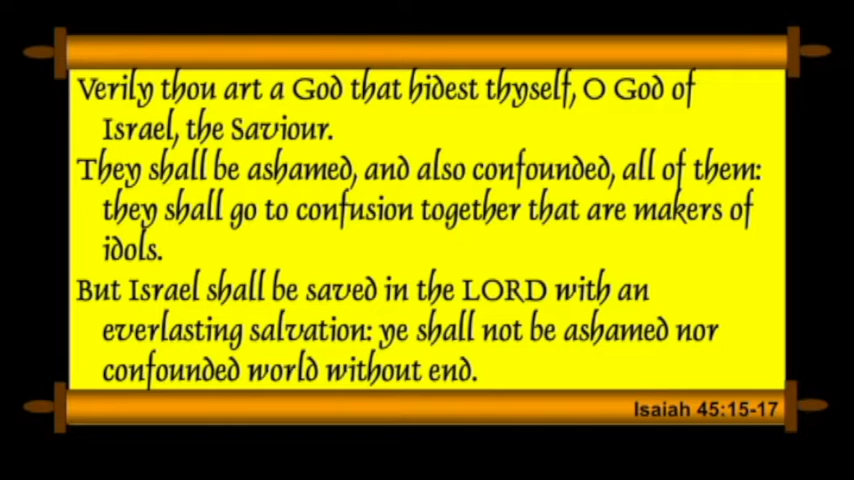 Verily thou art a God that hidest thyself, O God of
Israel, the Saviour.
They shall be ashamed, and also confounded, all of them:
they shall go to confusion together that are makers of
idols.
But Israel shall be saved in the LORD with an
everlasting salvation: ye shall not be ashamed nor
confounded world without end.
Isaiah 45:15-17